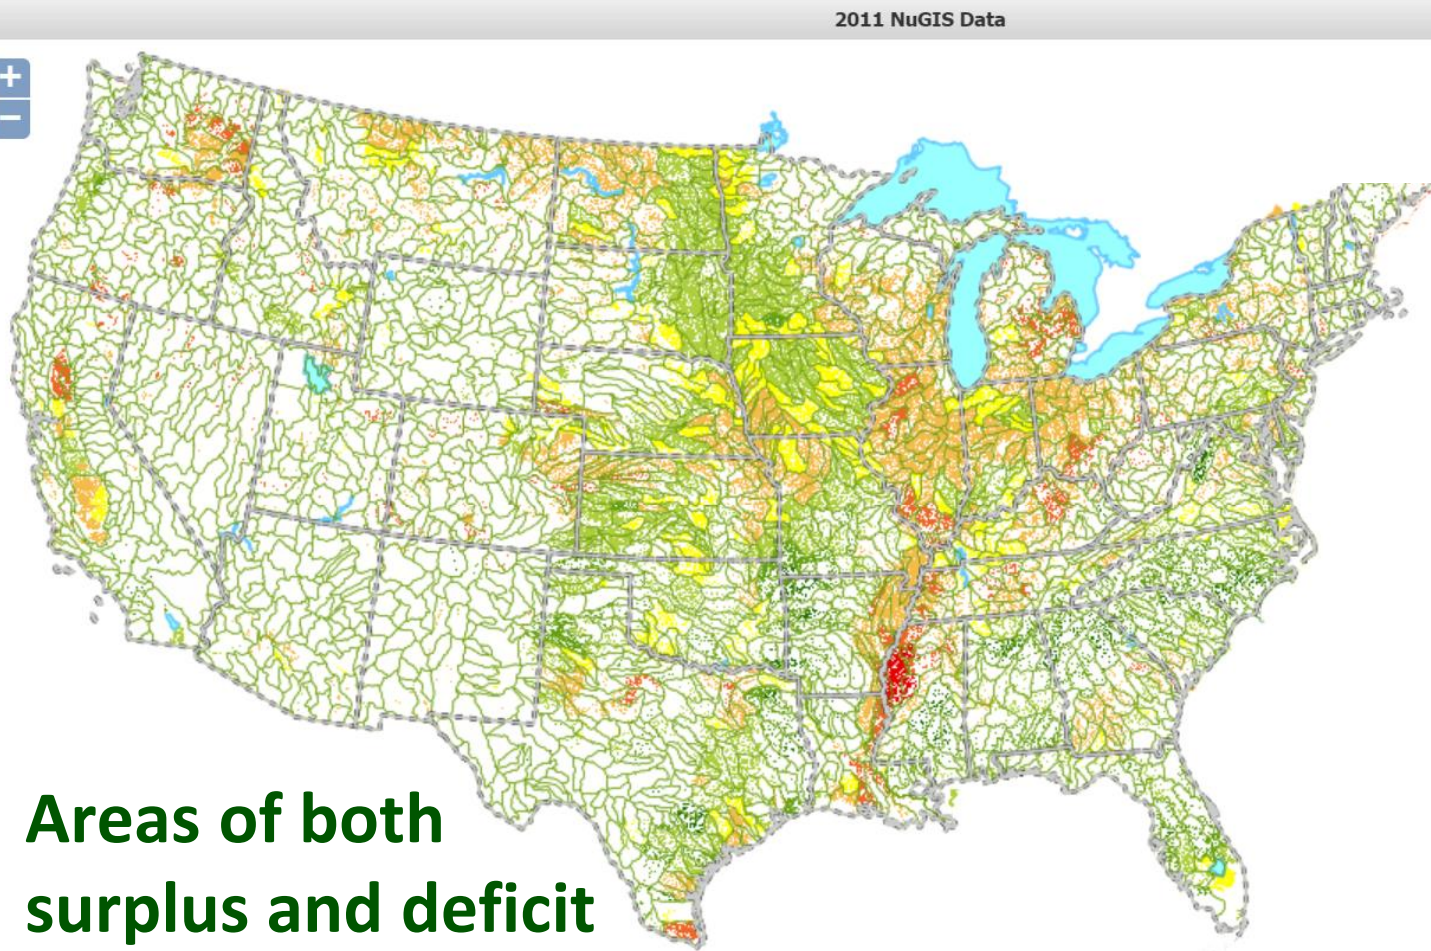 2011 NuGIS Data
+
−
Areas of both
surplus and deficit